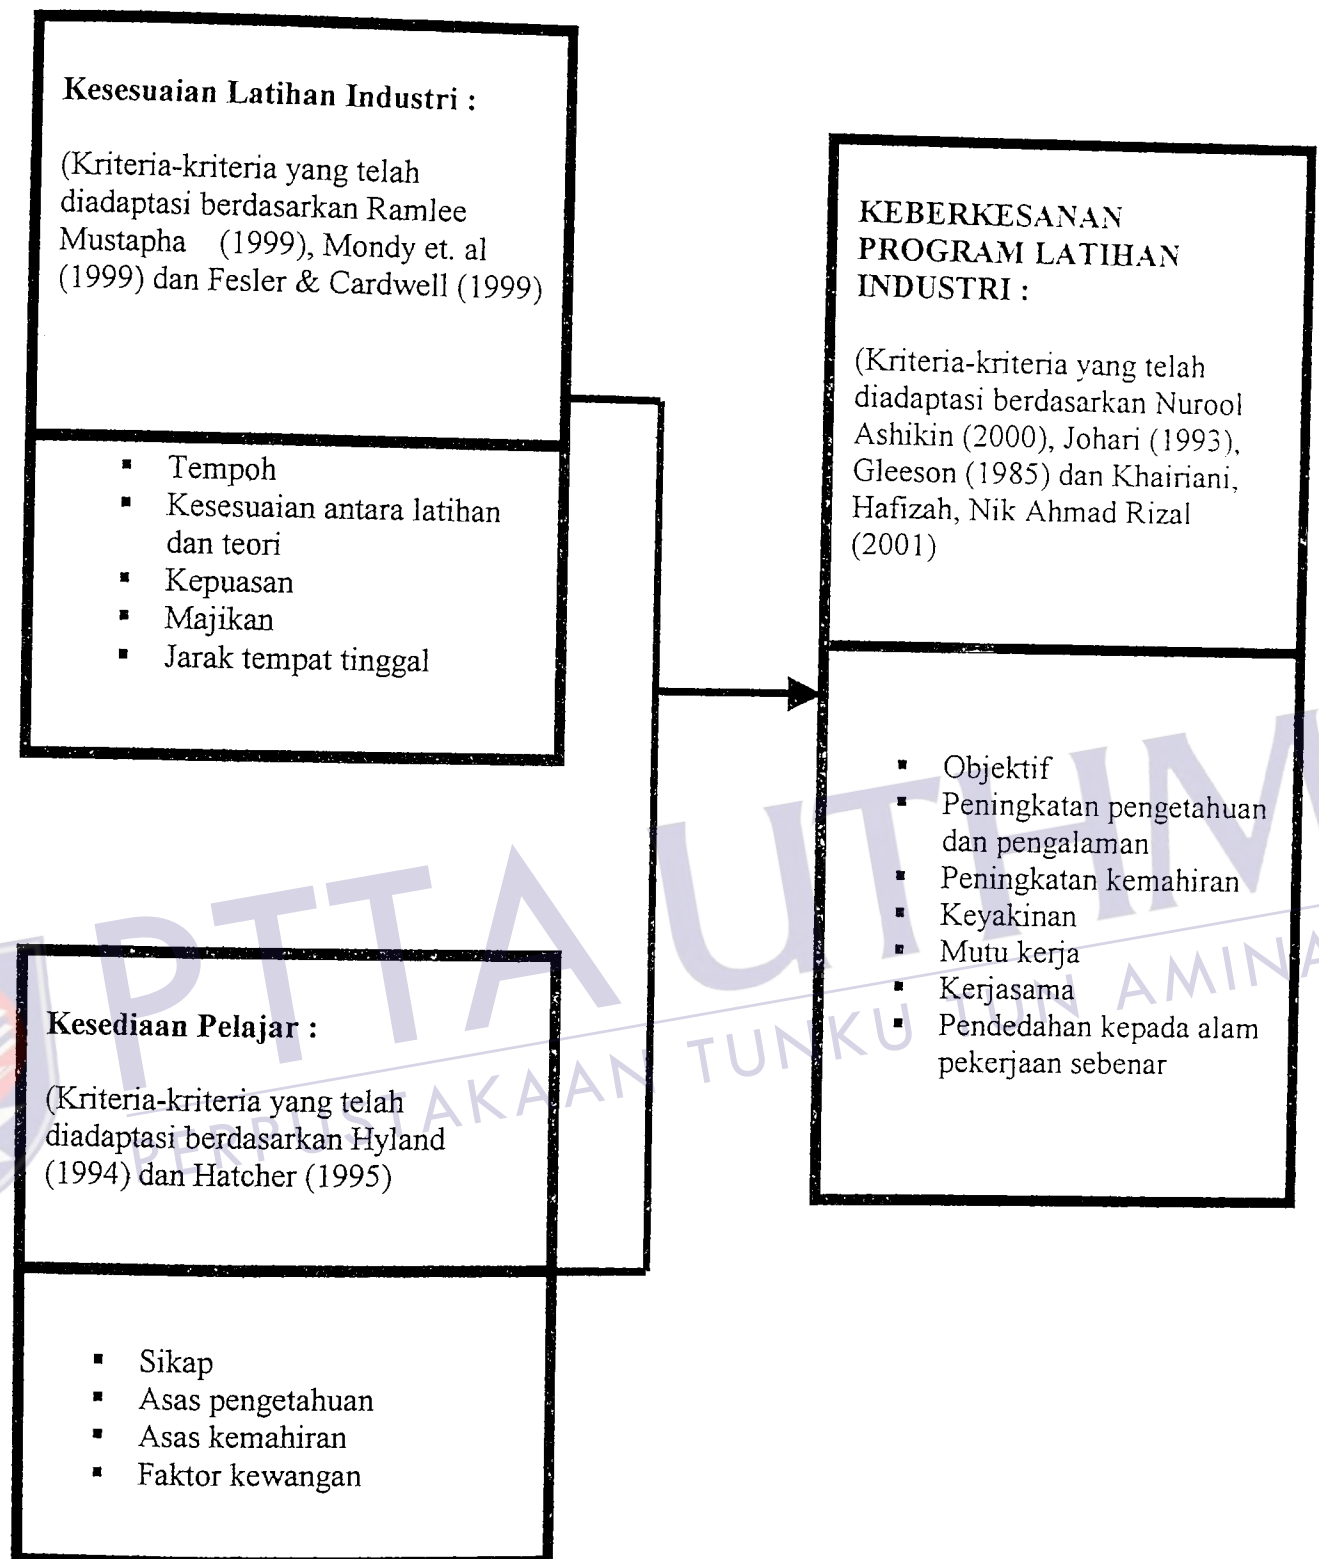 Kesesuaian Latihan Industri :
(Kriteria-kriteria yang telah
diadaptasi berdasarkan Ramlee
Mustapha (1999), Mondy et. al
(1999) dan Fesler & Cardwell (1999)
▪ Tempoh
▪ Kesesuaian antara latihan
dan teori
▪ Kepuasan
▪ Majikan
▪ Jarak tempat tinggal
Kesediaan Pelajar :
(Kriteria-kriteria yang telah
diadaptasi berdasarkan Hyland
(1994) dan Hatcher (1995)
▪ Sikap
▪ Asas pengetahuan
▪ Asas kemahiran
▪ Faktor kewangan
KEBERKESANAN
PROGRAM LATIHAN
INDUSTRI :
(Kriteria-kriteria yang telah
diadaptasi berdasarkan Nurool
Ashikin (2000), Johari (1993),
Gleeson (1985) dan Khairiani,
Hafizah, Nik Ahmad Rizal
(2001)
▪ Objektif
▪ Peningkatan pengetahuan
dan pengalaman
▪ Peningkatan kemahiran
▪ Keyakinan
▪ Mutu kerja
▪ Kerjasama
▪ Pendedahan kepada alam
pekerjaan sebenar
PTTA UTHM
PERPUSTAKAAN TUNKU TUN AMINA